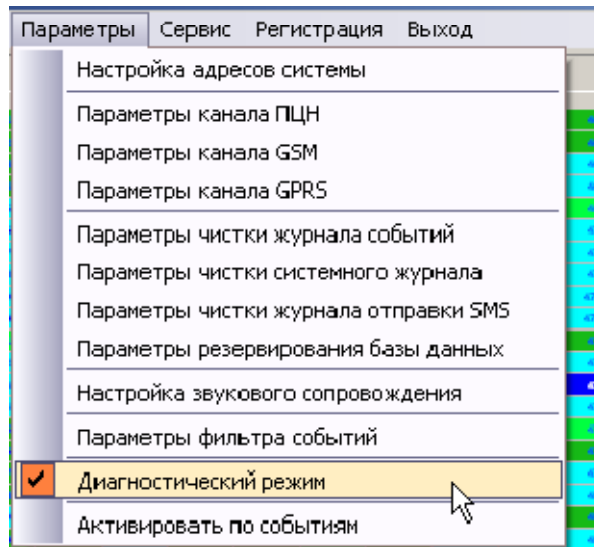 Параметры Сервис Регистрация Выход
Настройка адресов системы
Параметры канала ПЦН
Параметры канала GSM
Параметры канала GPRS
Параметры чистки журнала событий
Параметры чистки системного журнала
Параметры чистки журнала отправки SMS
Параметры резервирования базы данных
Настройка звукового сопровождения
Параметры фильтра событий
Диагностический режим
Активировать по событиям